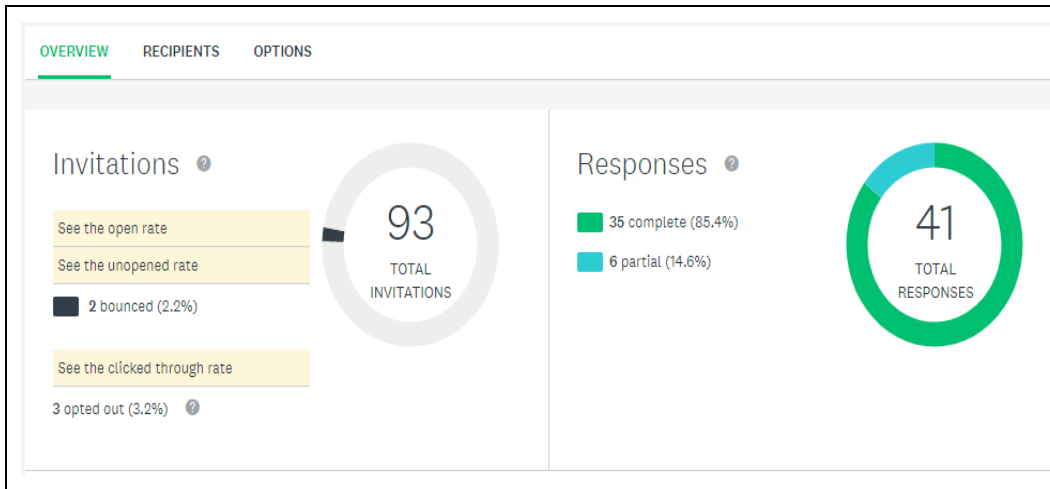 OVERVIEW RECIPIENTS OPTIONS
Invitations ?
See the open rate
See the unopened rate
2 bounced (2.2%)
See the clicked through rate
3 opted out (3.2%) ?
93
TOTAL
INVITATIONS
Responses ?
35 complete (85.4%)
6 partial (14.6%)
41
TOTAL
RESPONSES